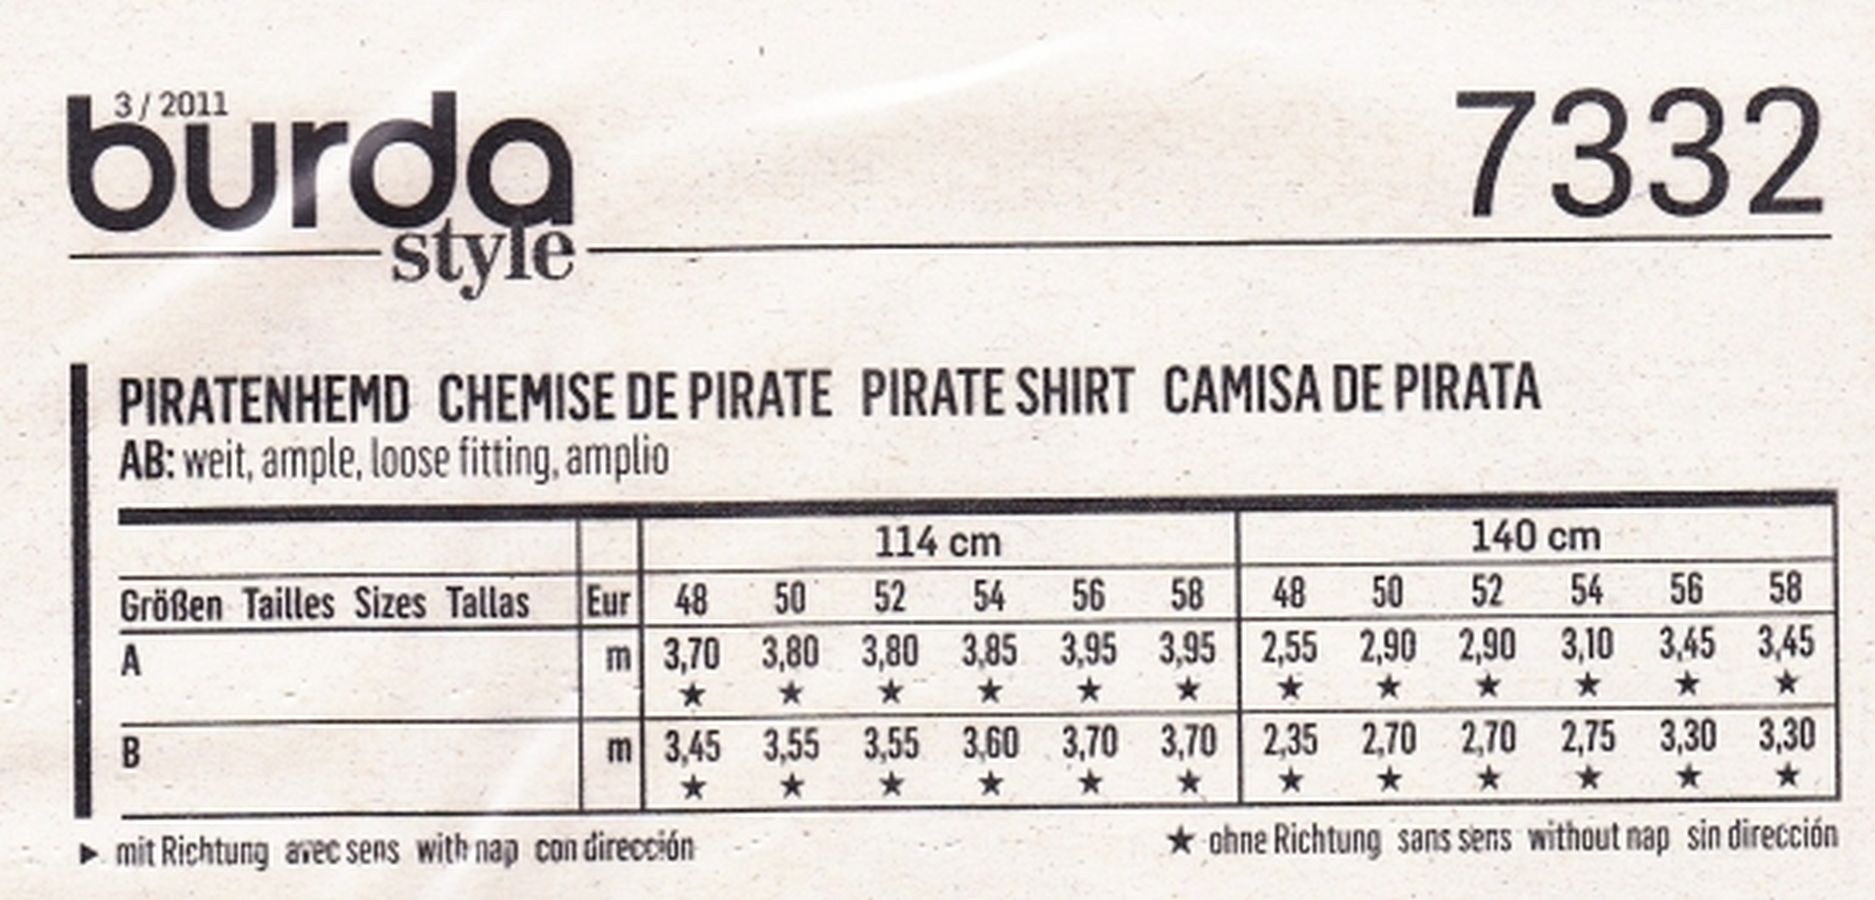 3 / 2011
burda
style
7332
PIRATENHEMD CHEMISE DE PIRATE PIRATE SHIRT CAMISA DE PIRATA
AB: weit, ample, loose fitting, amplio
114 cm 140 cm
Größen Tailles Sizes Tallas Eur 48 50 52 54 56 58 48 50 52 54 56 58
A m 3,70 3,80 3,80 3,85 3,95 3,95 2,55 2,90 2,90 3,10 3,45 3,45
★ ★ ★ ★ ★ ★ ★ ★ ★ ★ ★ ★
B m 3,45 3,55 3,55 3,60 3,70 3,70 2,35 2,70 2,70 2,75 3,30 3,30
★ ★ ★ ★ ★ ★ ★ ★ ★ ★ ★ ★
► mit Richtung avec sens with nap con dirección ★ ohne Richtung sans sens without nap sin dirección